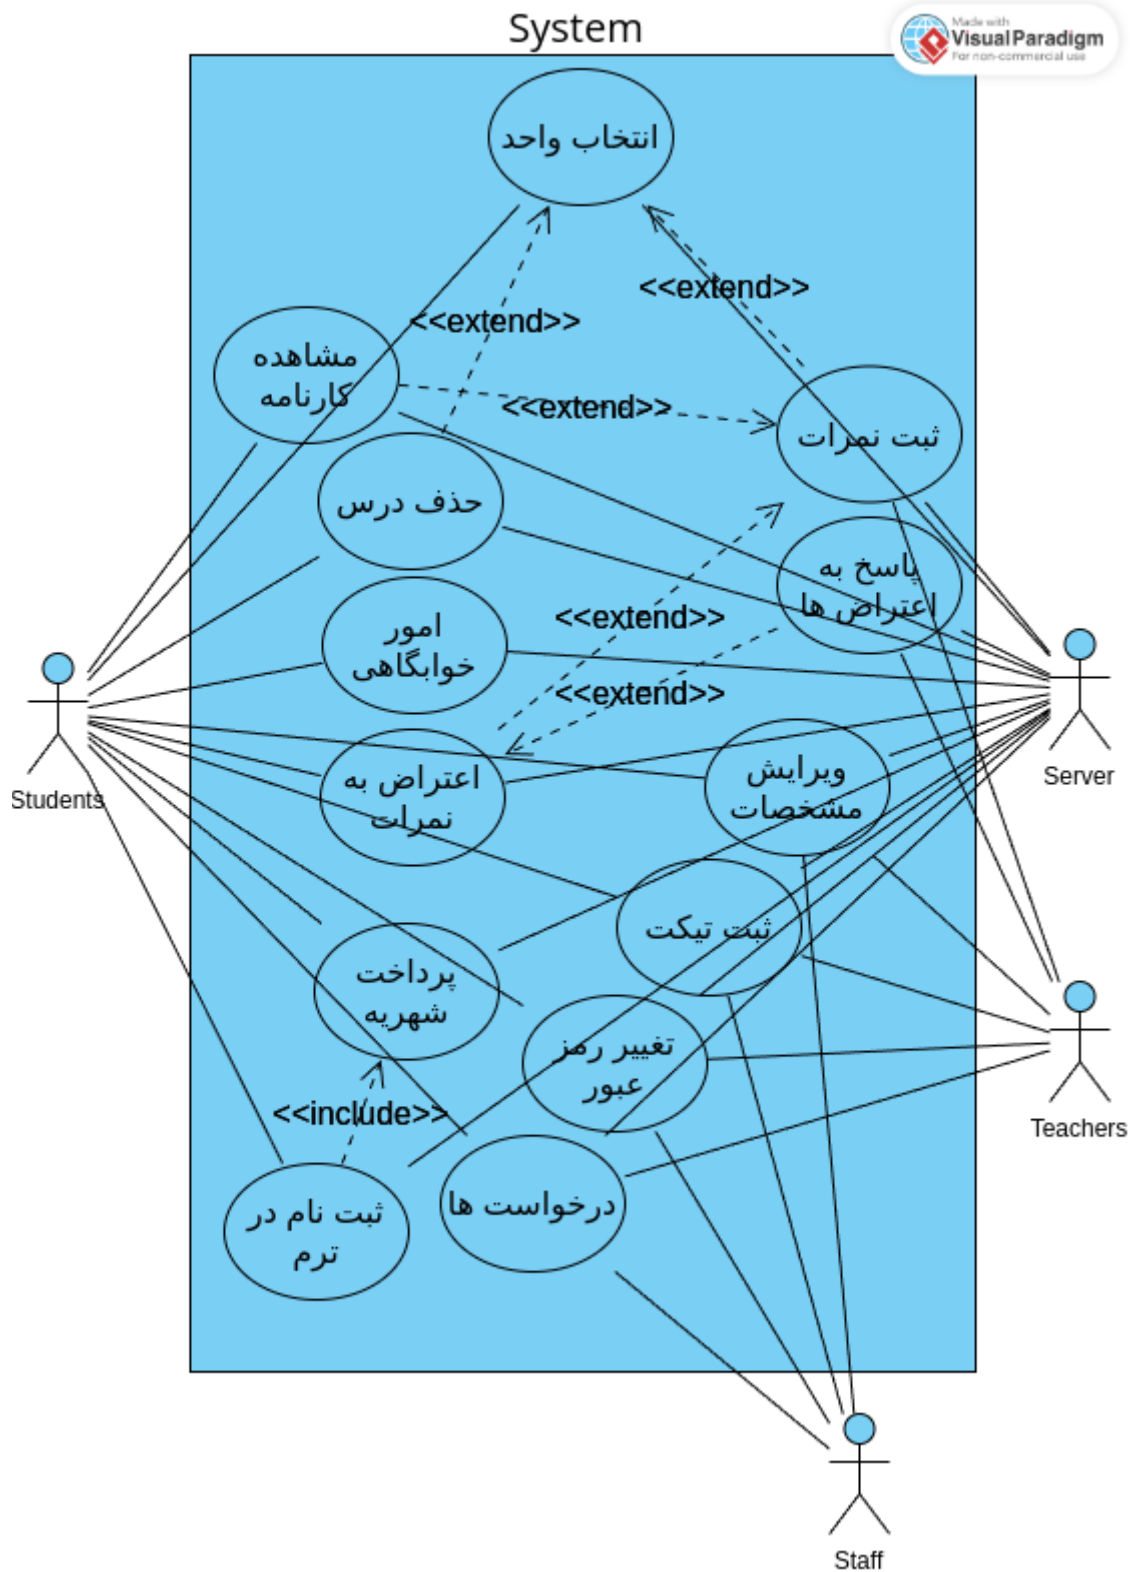 System
Made with
Visual Paradigm
For non-commercial use
انتخاب واحد
<<extend>>
<<extend>>
مشاهده
کارنامه
<<extend>>
ثبت نمرات
حذف درس
پاسخ به
اعتراض ها
<<extend>>
امور
خوابگاهی
<<extend>>
Students
Server
اعتراض به
نمرات
ویرایش
مشخصات
ثبت تیکت
پرداخت
شهریه
تغییر رمز
عبور
<<include>>
Teachers
درخواست ها
ثبت نام در
ترم
Staff